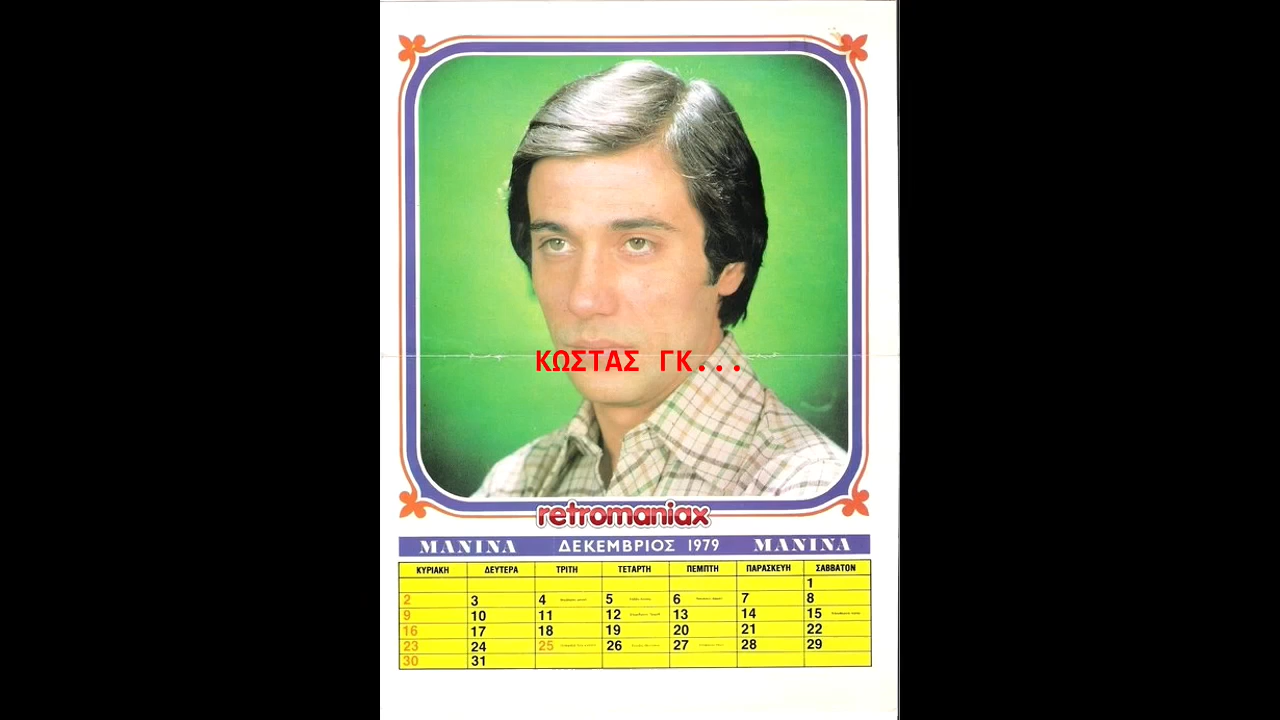 ΚΩΣΤΑΣ ΓΚ...
retromaniax
ΜΑΝΙΝΑ ΔΕΚΕΜΒΡΙΟΣ 1979 ΜΑΝΙΝΑ
ΚΥΡΙΑΚΗ ΔΕΥΤΕΡΑ ΤΡΙΤΗ ΤΕΤΑΡΤΗ ΠΕΜΠΤΗ ΠΑΡΑΣΚΕΥΗ ΣΑΒΒΑΤΟΝ
1
2 3 4 5 6 7 8
9 10 11 12 13 14 15
16 17 18 19 20 21 22
23 24 25 26 27 28 29
30 31